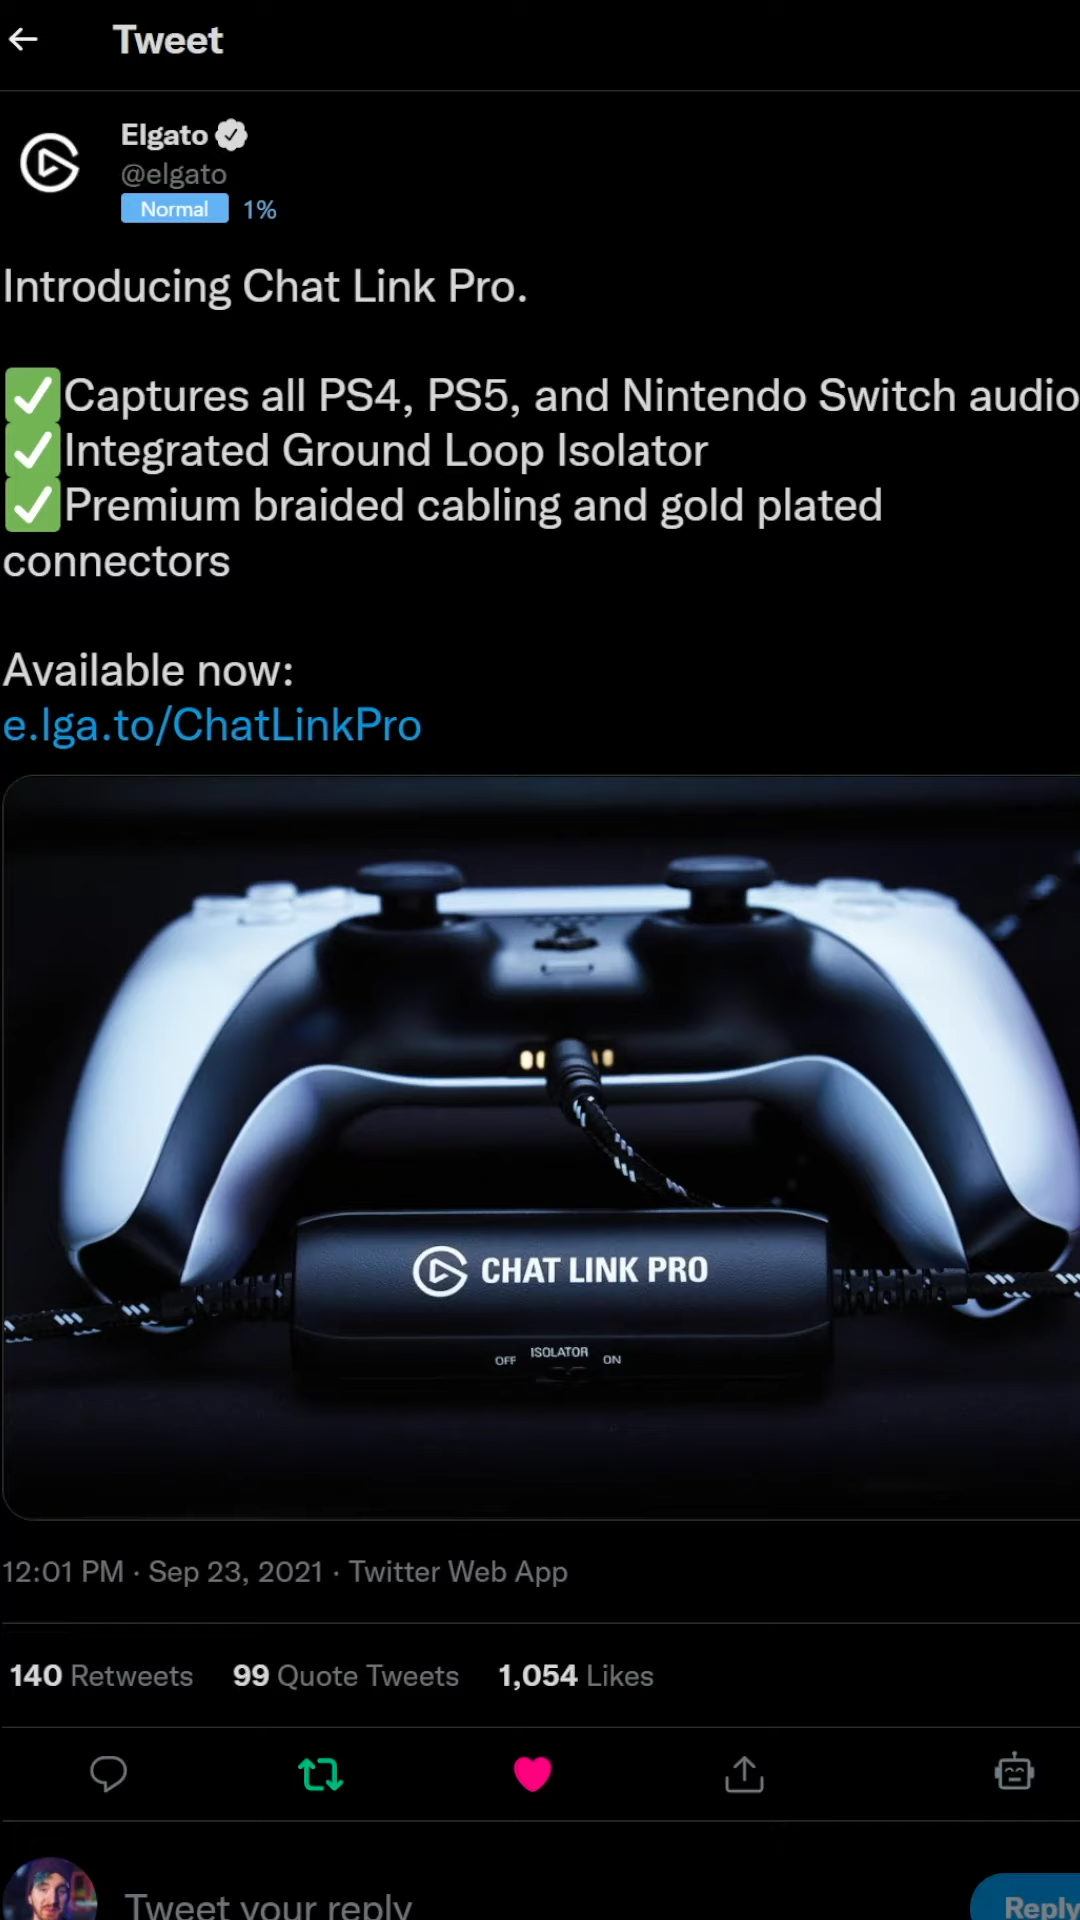 Tweet
Elgato
@elgato
Normal 1%
Introducing Chat Link Pro.
✅Captures all PS4, PS5, and Nintendo Switch audio
✅Integrated Ground Loop Isolator
✅Premium braided cabling and gold plated
connectors
Available now:
e.lga.to/ChatLinkPro
CHAT LINK PRO
OFF ISOLATOR ON
12:01 PM · Sep 23, 2021 · Twitter Web App
140 Retweets 99 Quote Tweets 1,054 Likes
Tweet your reply
Reply